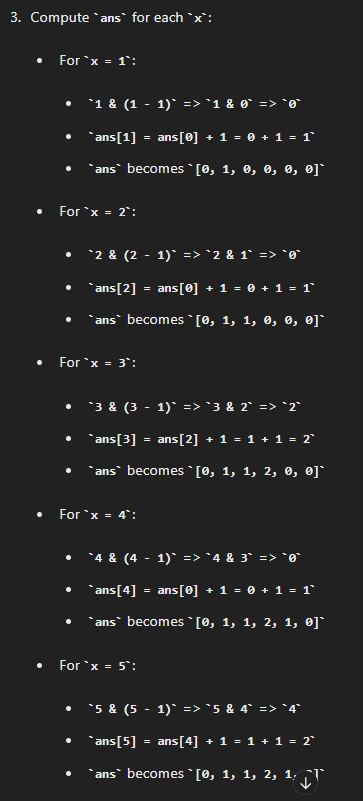 3. Compute `ans` for each `x`:
• For `x = 1`:
• `1 & (1 - 1)` => `1 & 0` => `0`
• `ans[1] = ans[0] + 1 = 0 + 1 = 1`
• `ans` becomes `[0, 1, 0, 0, 0, 0]`
• For `x = 2`:
• `2 & (2 - 1)` => `2 & 1` => `0`
• `ans[2] = ans[0] + 1 = 0 + 1 = 1`
• `ans` becomes `[0, 1, 1, 0, 0, 0]`
• For `x = 3`:
• `3 & (3 - 1)` => `3 & 2` => `2`
• `ans[3] = ans[2] + 1 = 1 + 1 = 2`
• `ans` becomes `[0, 1, 1, 2, 0, 0]`
• For `x = 4`:
• `4 & (4 - 1)` => `4 & 3` => `0`
• `ans[4] = ans[0] + 1 = 0 + 1 = 1`
• `ans` becomes `[0, 1, 1, 2, 1, 0]`
• For `x = 5`:
• `5 & (5 - 1)` => `5 & 4` => `4`
• `ans[5] = ans[4] + 1 = 1 + 1 = 2`
• `ans` becomes `[0, 1, 1, 2, 1,